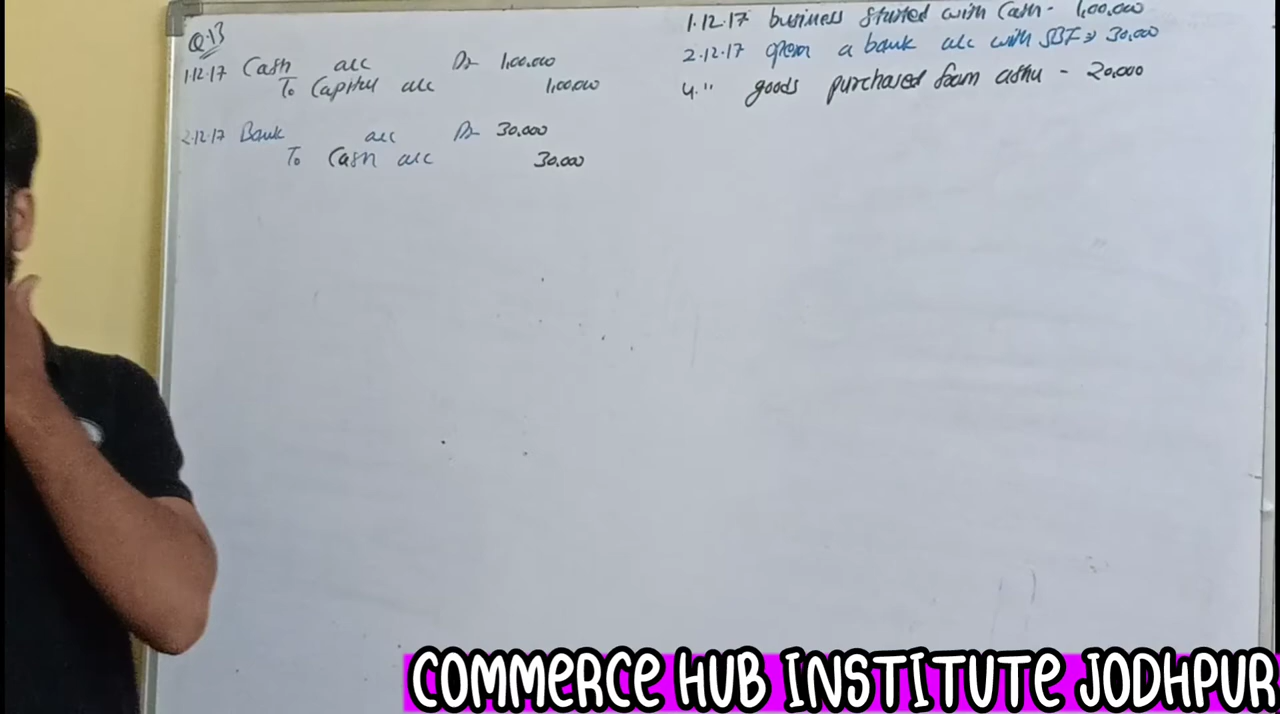 Q.13
1.12.17 Cash a/c Dr 1,00,000
To Capital a/c 1,00,000
2.12.17 Bank a/c Dr 30,000
To Cash a/c 30,000
1.12.17 business started with Cash - 1,00,000
2.12.17 open a bank a/c with 30,000
4. " goods purchased from ashu - 20,000
COMMERCE HUB INSTITUTE JODHPUR